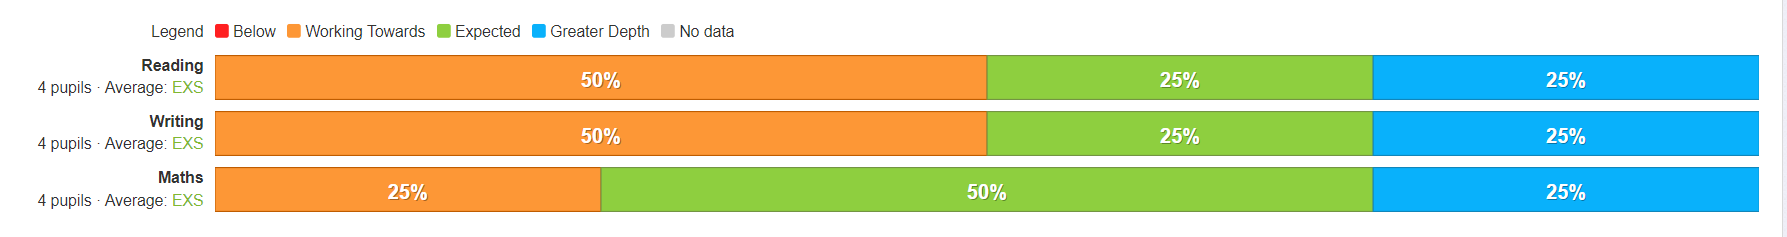 Legend Below Working Towards Expected Greater Depth No data
Reading
4 pupils · Average: EXS
50% 25% 25%
Writing
4 pupils · Average: EXS
50% 25% 25%
Maths
4 pupils · Average: EXS
25% 50% 25%